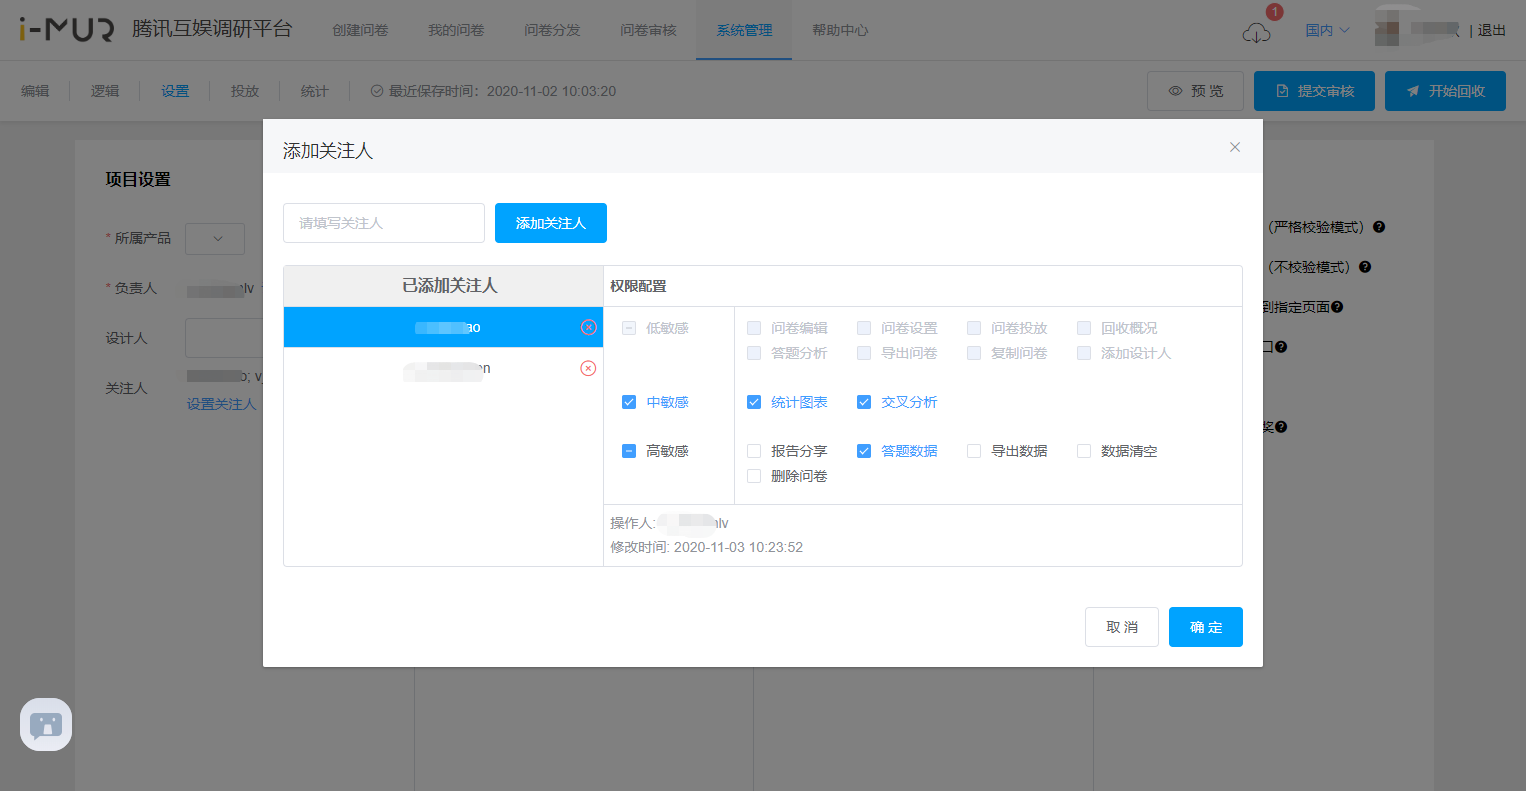 i-MUR 腾讯互娱调研平台 创建问卷 我的问卷 问卷分发 问卷审核 系统管理 帮助中心 1 国内 | 退出
编辑 逻辑 设置 投放 统计 最近保存时间：2020-11-02 10:03:20 预 览 提交审核 开始回收
添加关注人
项目设置
请填写关注人 添加关注人
* 所属产品
(严格校验模式)
(不校验模式)
* 负责人 lv
已添加关注人 权限配置
到指定页面
ao 低敏感 问卷编辑 问卷设置 问卷投放 回收概况
设计人
口
答题分析 导出问卷 复制问卷 添加设计人
n
关注人 o; v
设置关注人
中敏感 统计图表 交叉分析
奖
高敏感 报告分享 答题数据 导出数据 数据清空
删除问卷
操作人: lv
修改时间: 2020-11-03 10:23:52
取 消 确 定